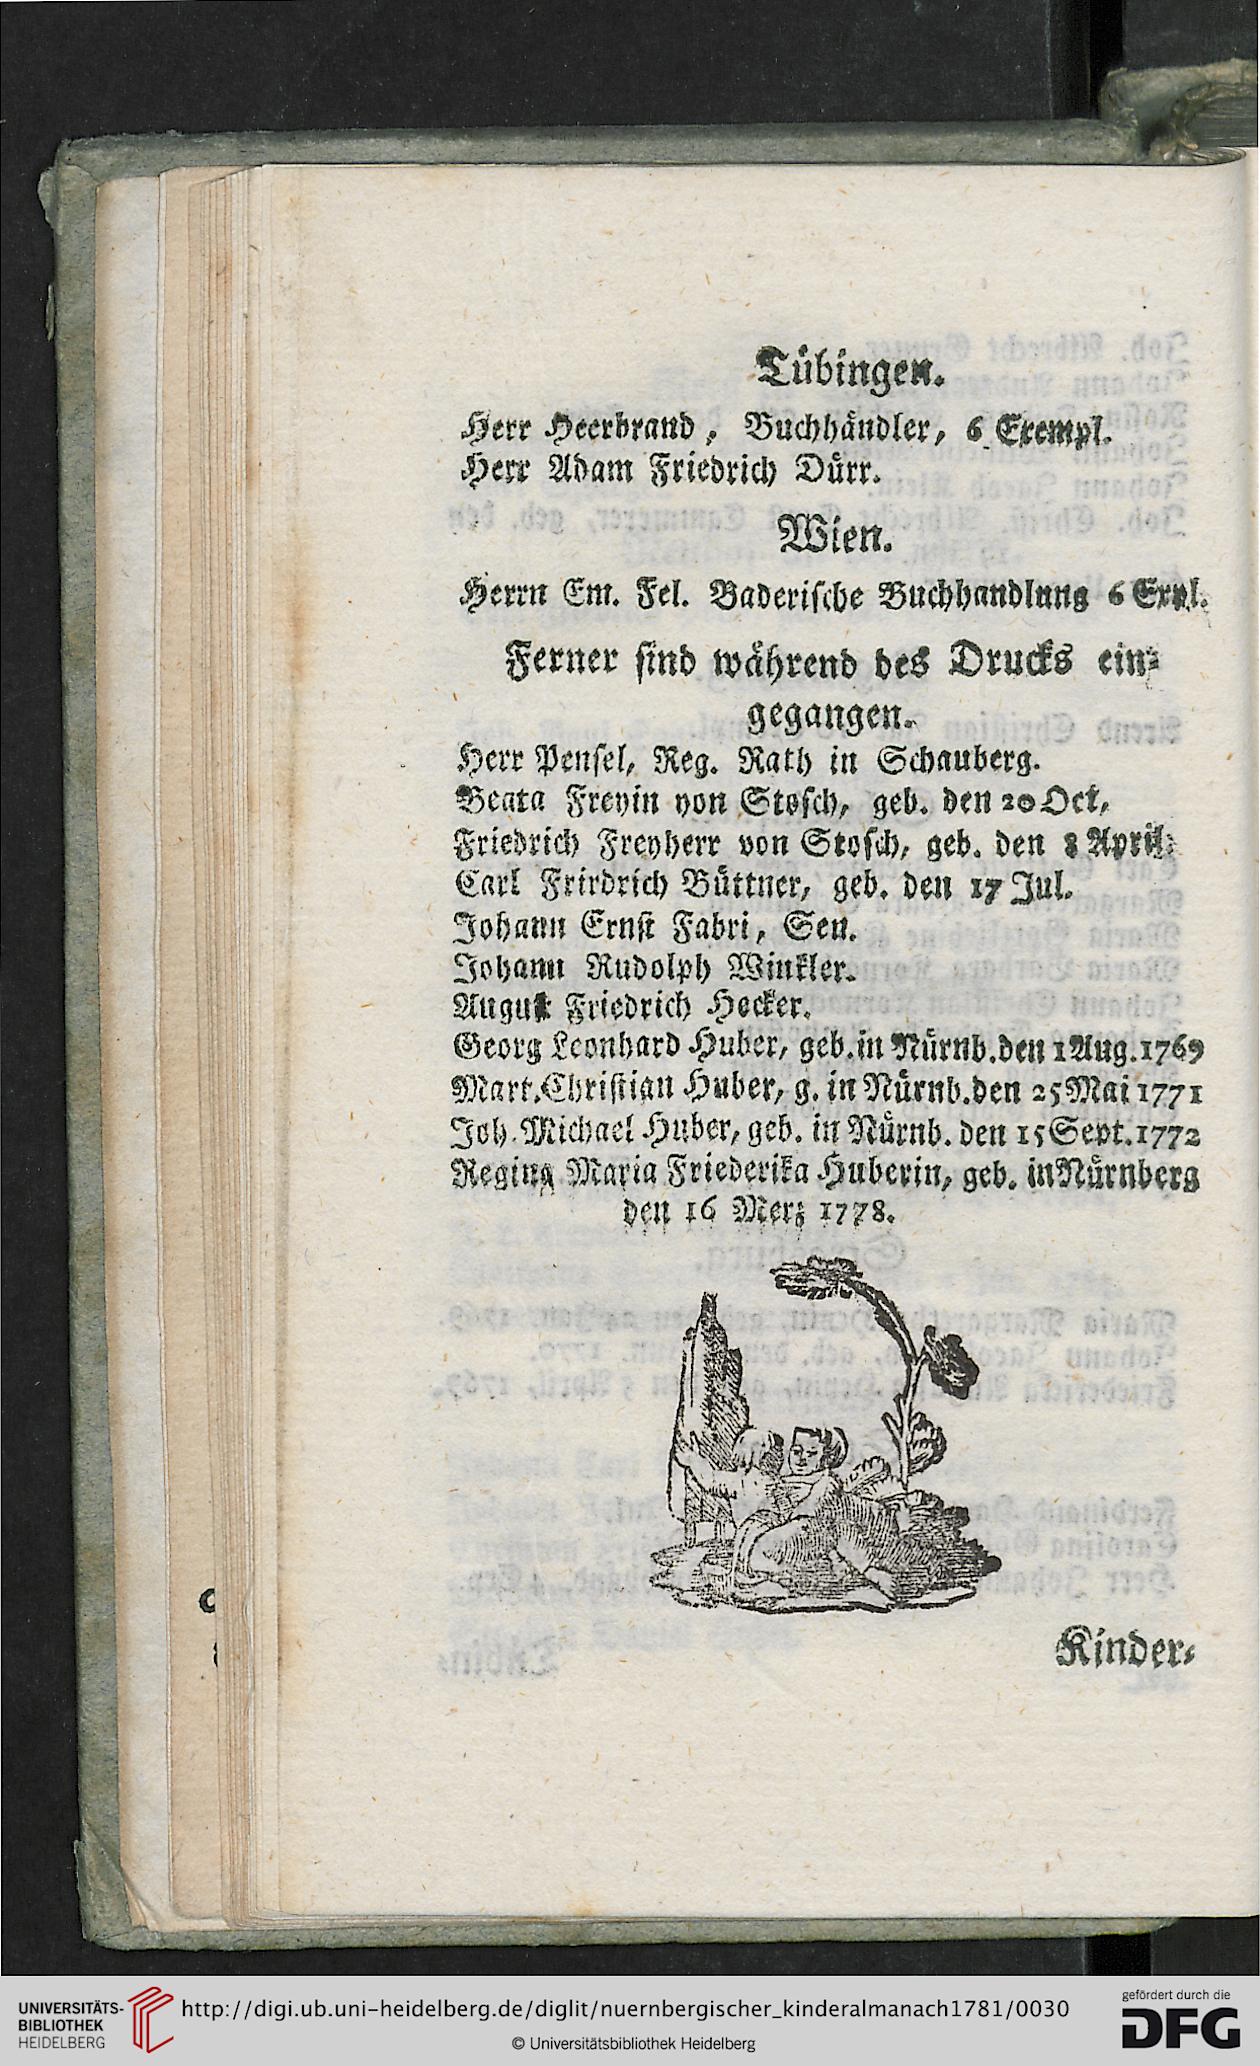 Tübingen.
Herr Heerbrand, Buchhändler, 6 Exempl.
Herr Adam Friedrich Dürr.
Wien.
Herrn Em. Fel. Baderische Buchhandlung 6 Expl.
Ferner sind während des Drucks ein-
gegangen.
Herr Pensel, Reg. Rath in Schauberg.
Beata Freyin von Stosch, geb. den 20 Oct,
Friedrich Freyherr von Stosch, geb. den 8 April
Carl Frirdrich Büttner, geb. den 17 Jul.
Johann Ernst Fabri, Sen.
Johann Rudolph Winkler.
August Friedrich Hecker.
Georg Leonhard Huber, geb. in Nürnb. den 1 Aug. 1769
Mart. Christian Huber, g. in Nürnb. den 25 Mai 1771
Joh. Michael Huber, geb. in Nürnb. den 15 Sept. 1772
Regina Maria Friederika Huberin, geb. in Nürnberg
den 16 Merz 1778.
Kinder-
UNIVERSITÄTS-
BIBLIOTHEK
HEIDELBERG
http://digi.ub.uni-heidelberg.de/diglit/nuernbergischer_kinderalmanach1781/0030
© Universitätsbibliothek Heidelberg
gefördert durch die
DFG